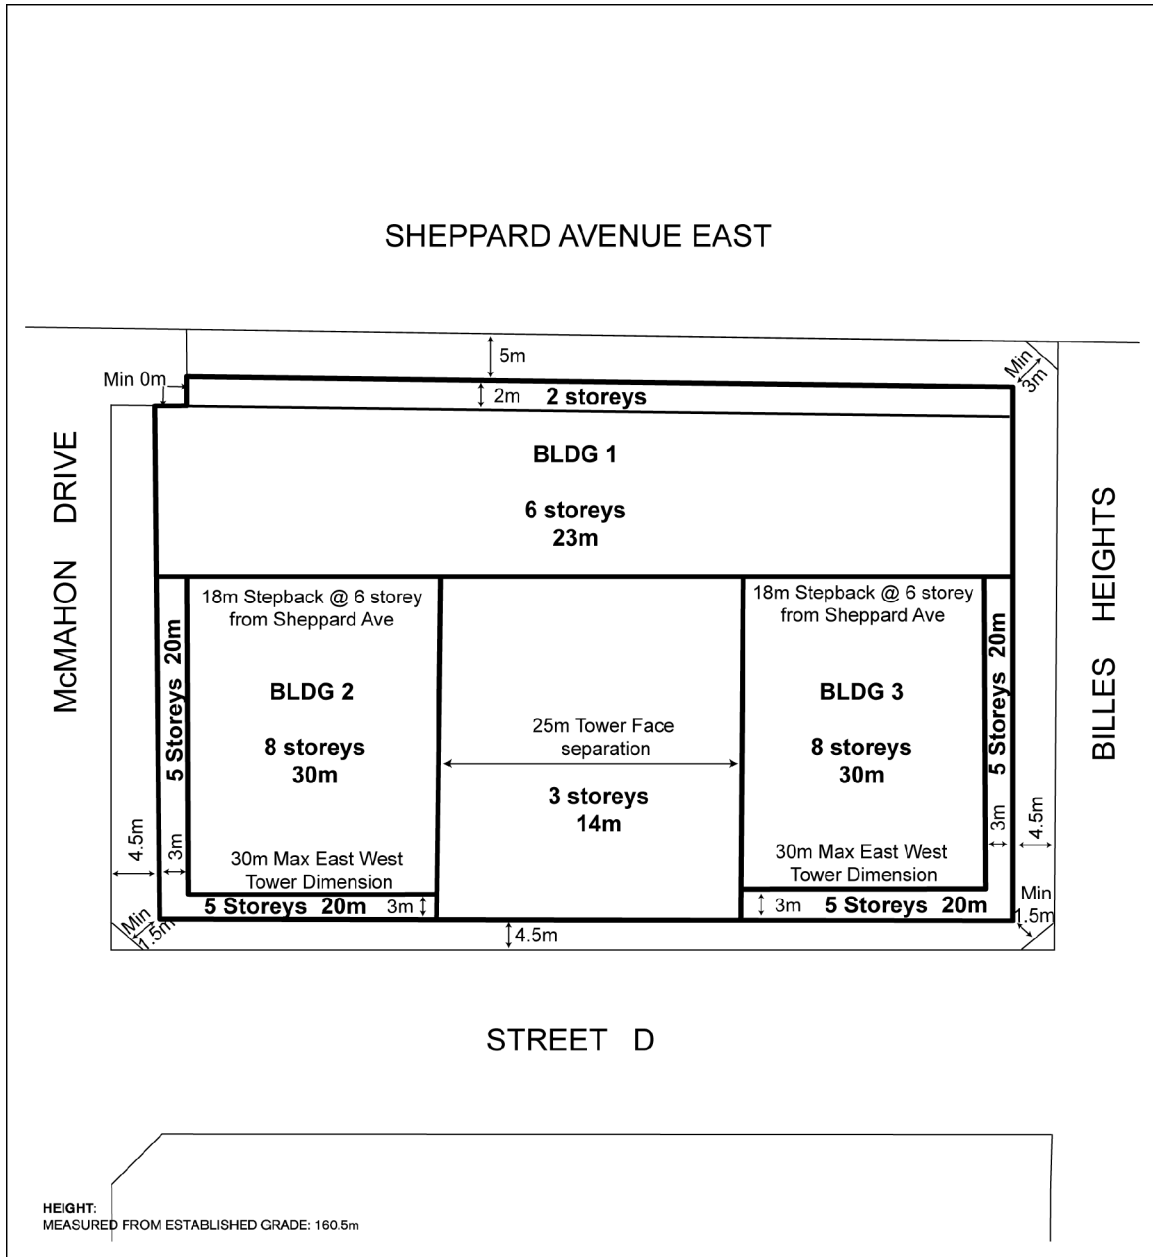 SHEPPARD AVENUE EAST
5m
Min
3m
Min 0m
2m 2 storeys
BLDG 1
6 storeys
23m
McMAHON DRIVE
BILLES HEIGHTS
18m Stepback @ 6 storey
from Sheppard Ave
18m Stepback @ 6 storey
from Sheppard Ave
5 Storeys 20m
BLDG 2
8 storeys
30m
25m Tower Face
separation
3 storeys
14m
BLDG 3
8 storeys
30m
5 Storeys 20m
4.5m
3m
30m Max East West
Tower Dimension
30m Max East West
Tower Dimension
3m
4.5m
5 Storeys 20m 3m
3m 5 Storeys 20m
Min
1.5m
Min
1.5m
4.5m
STREET D
HEIGHT:
MEASURED FROM ESTABLISHED GRADE: 160.5m